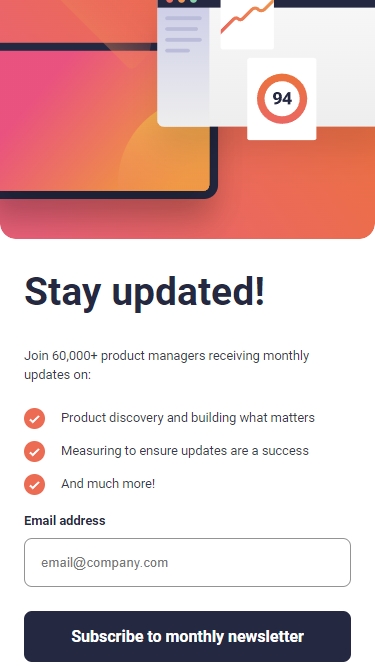 94
Stay updated!
Join 60,000+ product managers receiving monthly
updates on:
Product discovery and building what matters
Measuring to ensure updates are a success
And much more!
Email address
email@company.com
Subscribe to monthly newsletter